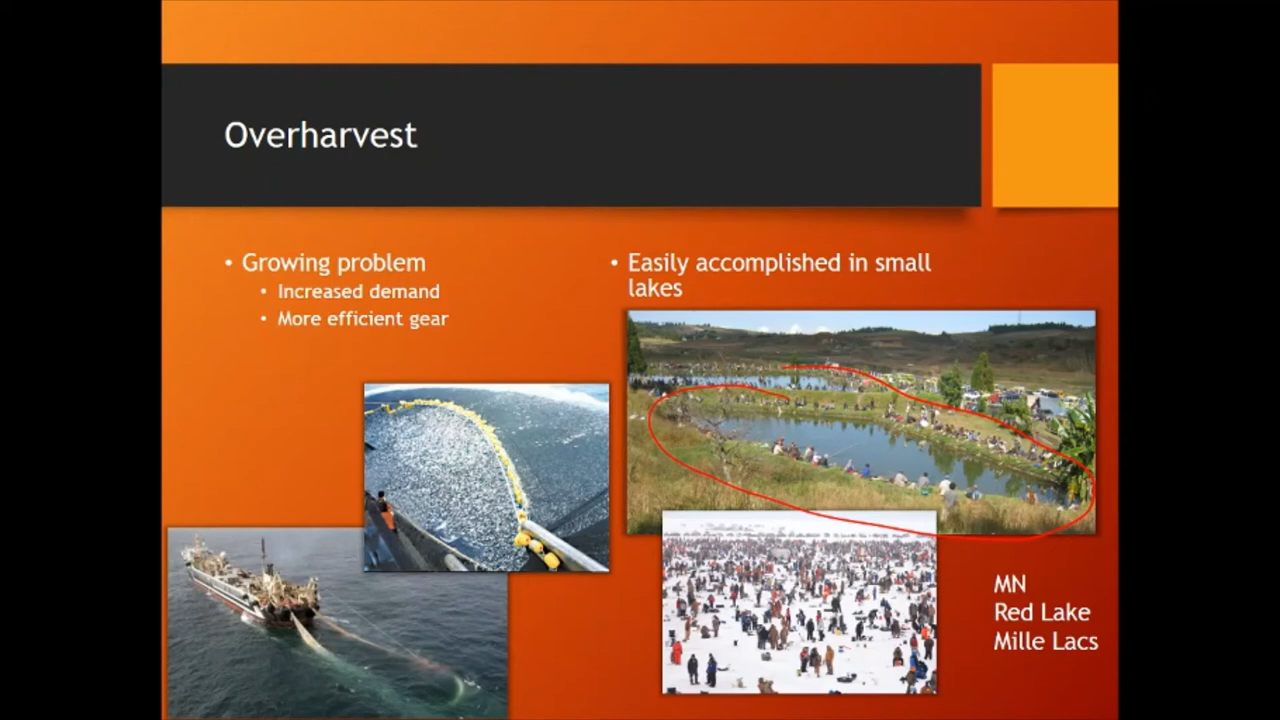 Overharvest
• Growing problem
• Increased demand
• More efficient gear
• Easily accomplished in small
lakes
MN
Red Lake
Mille Lacs